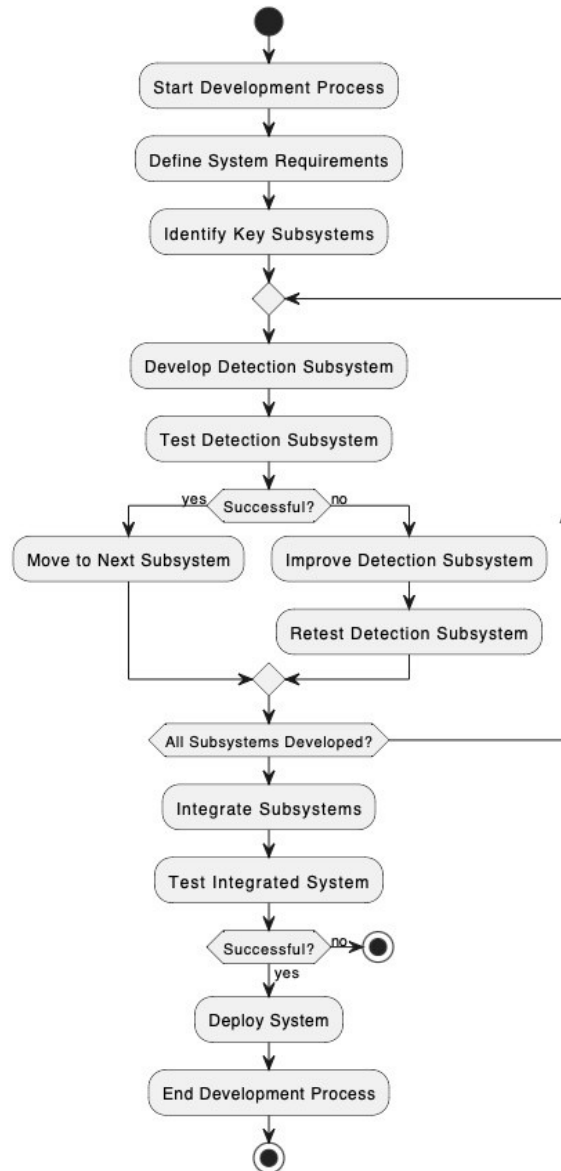 Start Development Process
Define System Requirements
Identify Key Subsystems
Develop Detection Subsystem
Test Detection Subsystem
yes
Successful?
no
Move to Next Subsystem
Improve Detection Subsystem
Retest Detection Subsystem
All Subsystems Developed?
Integrate Subsystems
Test Integrated System
Successful?
no
yes
Deploy System
End Development Process